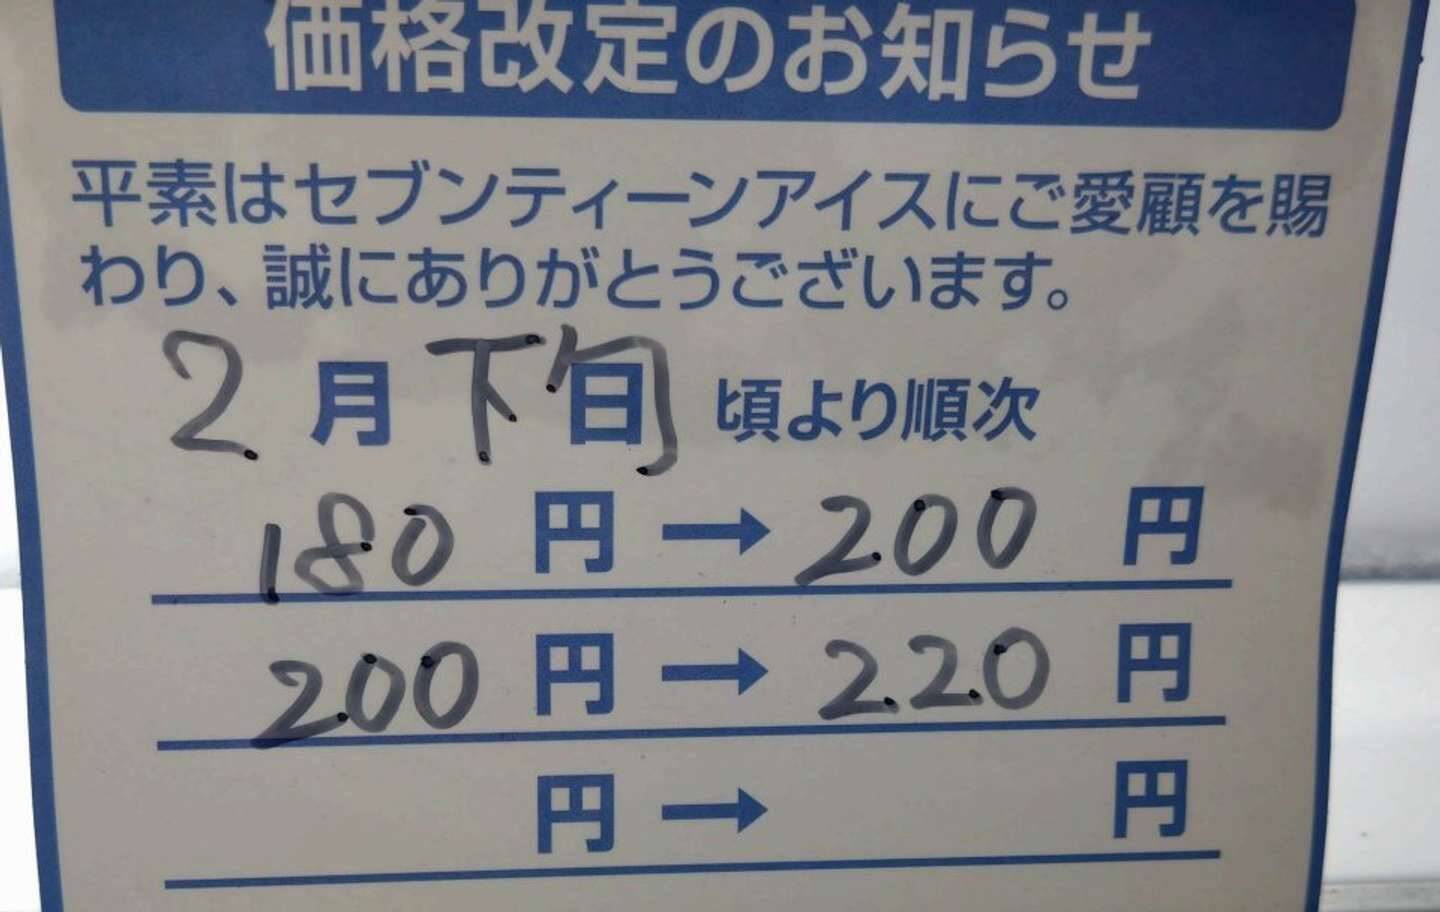 価格改定のお知らせ
平素はセブンティーンアイスにご愛顧を賜
わり、誠にありがとうございます。
2月下旬頃より順次
180円→200円
200円→220円
円→円